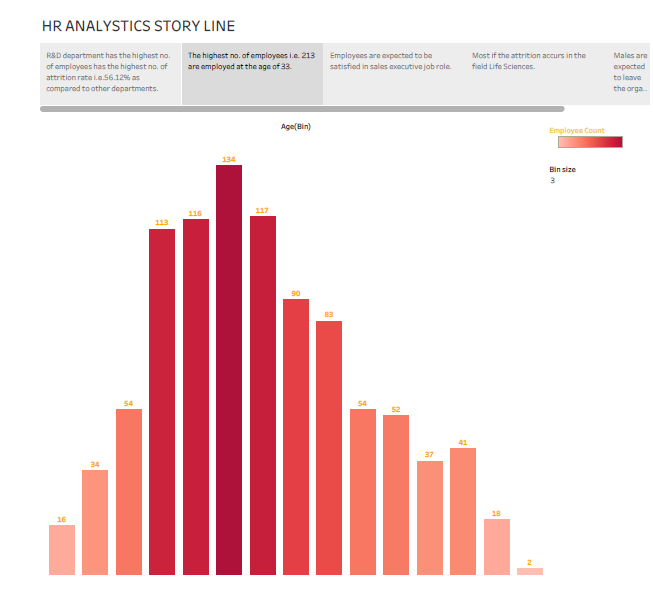 HR ANALYSTICS STORY LINE
R&D department has the highest no.
of employees has the highest no. of
attrition rate i.e.56.12% as
compared to other departments.
The highest no. of employees i.e. 213
are employed at the age of 33.
Employees are expected to be
satisfied in sales executive job role.
Most if the attrition accurs in the
field Life Sciences.
Males are
expected
to leave
the orga..
Age(Bin)
Employee Count
Bin size
3
134
113
116
117
90
83
54
54
52
34
37
41
16
18
2